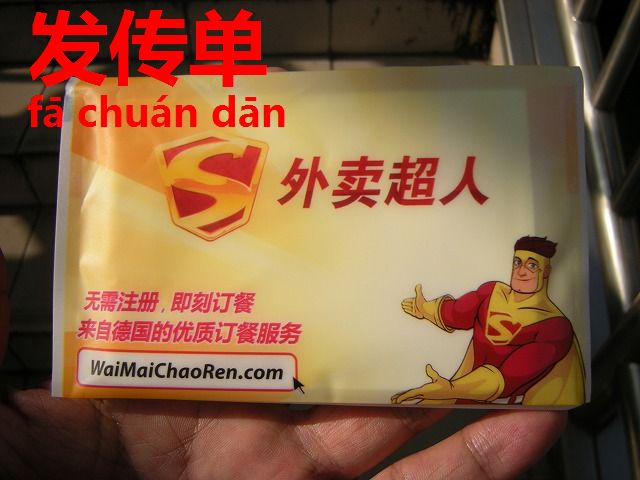 发传单
fā chuán dān
S
外卖超人
无需注册，即刻订餐
来自德国的优质订餐服务
WaiMaiChaoRen.com
S